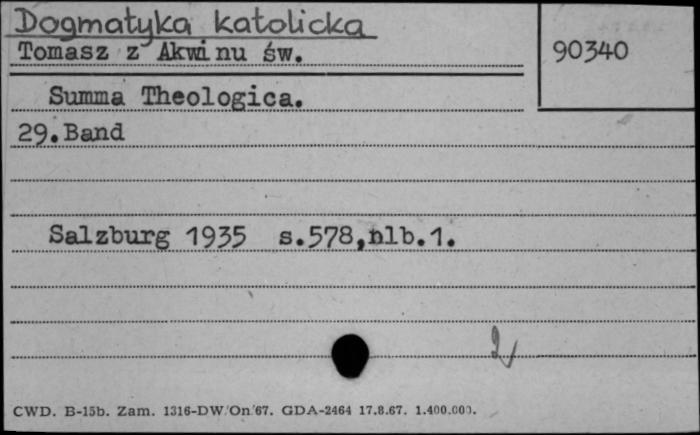 Dogmatyka katolicka
Tomasz z Akwinu św.
90340
Summa Theologica.
29.Band
Salzburg 1935 s.578,nlb.1.
2
CWD. B-15b. Zam. 1316-DW/On/67. GDA-2464 17.8.67. 1.400.000.